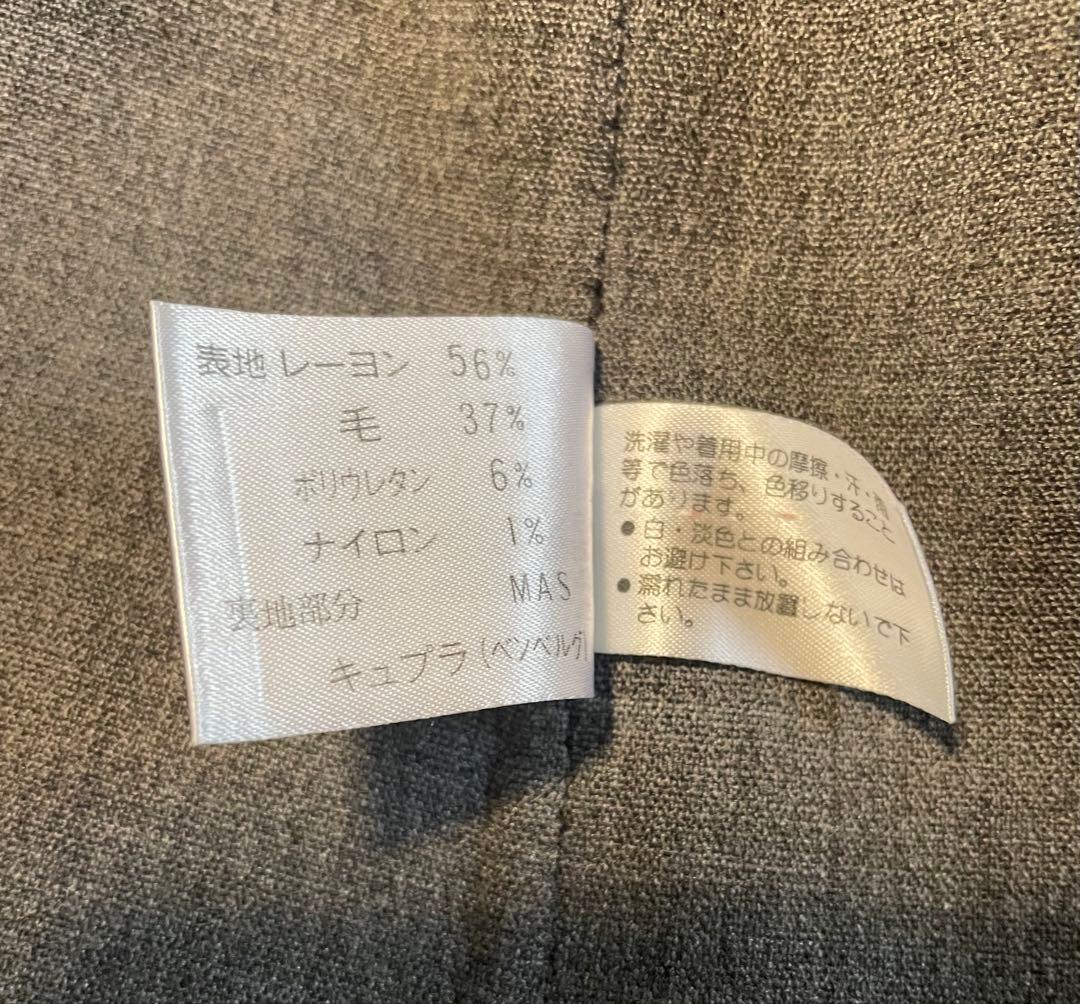 表地 レーヨン 56%
毛 37%
ポリウレタン 6%
ナイロン 1%
MAS
裏地部分
キュプラ(ベンベルグ)
洗濯や着用中の摩擦・汗・雨
等で色落ち、色移りすること
があります。
●白・淡色との組み合わせは
お避け下さい。
●濡れたまま放置しないで下
さい。